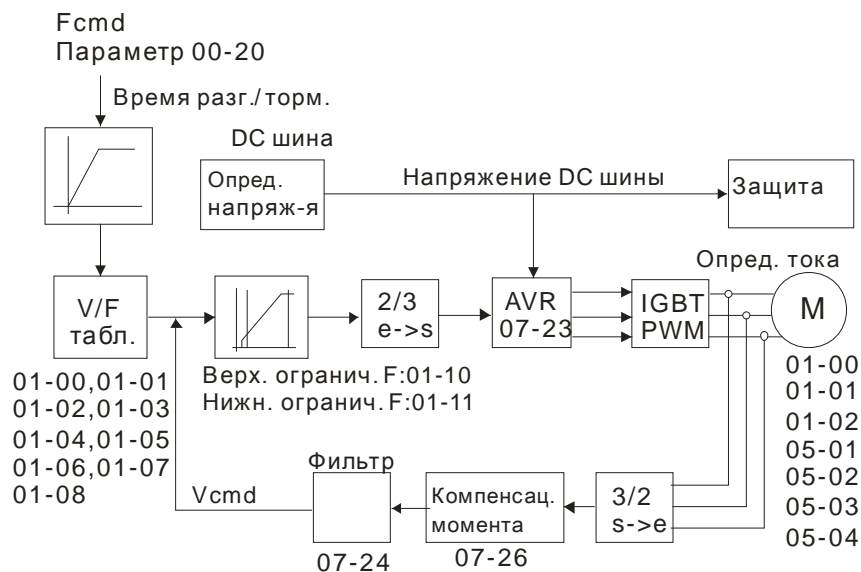 Fcmd
Параметр 00-20
Время разг./ торм.
DC шина
Опред.
напряж-я
Напряжение DC шины
Защита
Опред. тока
V/F
табл.
2/3
e->s
AVR
07-23
IGBT
PWM
M
01-00,01-01
01-02,01-03
01-04,01-05
01-06,01-07
01-08
Верх. огранич. F:01-10
Нижн. огранич. F:01-11
01-00
01-01
01-02
05-01
05-02
05-03
05-04
Фильтр
Vcmd
Компенсац.
момента
3/2
s->e
07-24
07-26